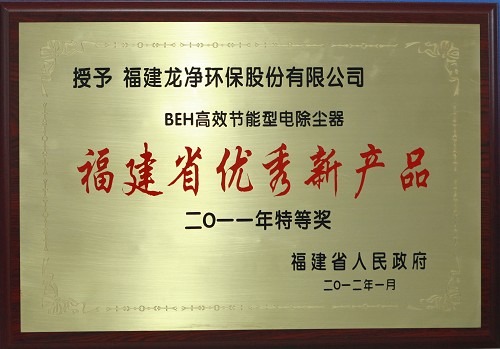 授予 福建龙净环保股份有限公司
BEH高效节能型电除尘器
福建省优秀新产品
二〇一一年特等奖
福建省人民政府
二〇一二年一月